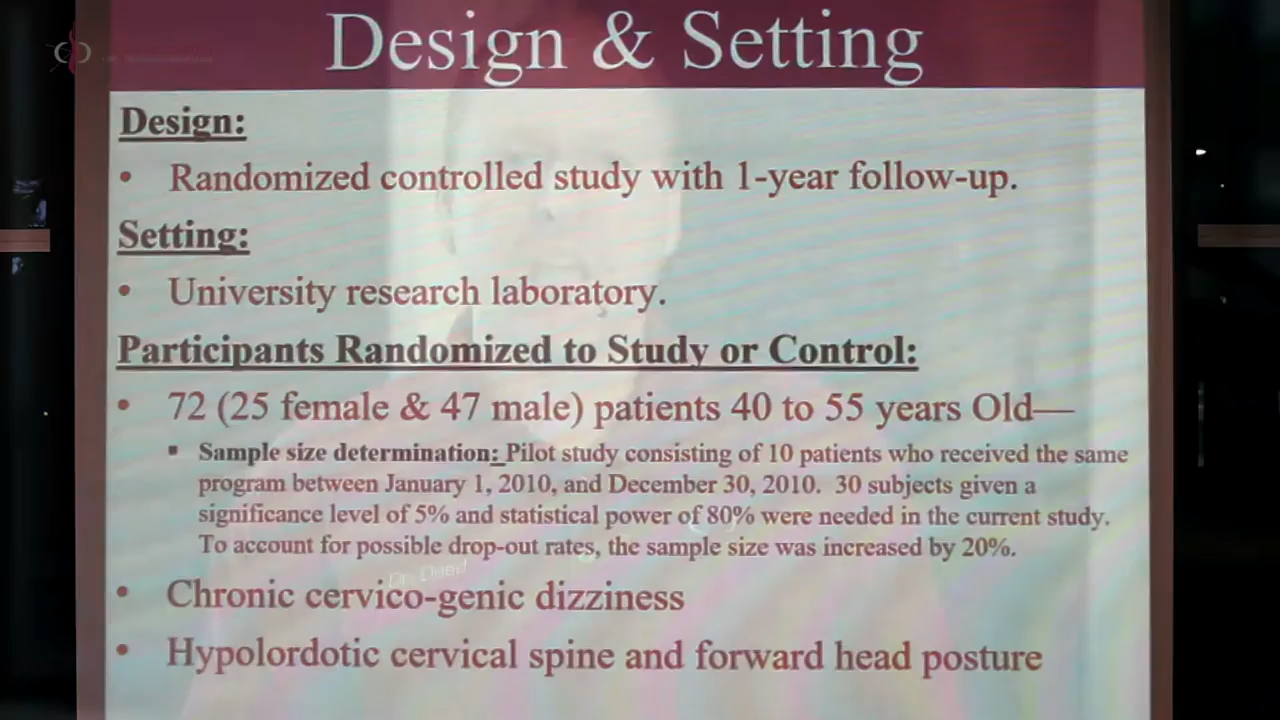 Design & Setting
Design:
• Randomized controlled study with 1-year follow-up.
Setting:
• University research laboratory.
Participants Randomized to Study or Control:
• 72 (25 female & 47 male) patients 40 to 55 years Old—
▪ Sample size determination: Pilot study consisting of 10 patients who received the same
program between January 1, 2010, and December 30, 2010. 30 subjects given a
significance level of 5% and statistical power of 80% were needed in the current study.
To account for possible drop-out rates, the sample size was increased by 20%.
• Chronic cervico-genic dizziness
• Hypolordotic cervical spine and forward head posture